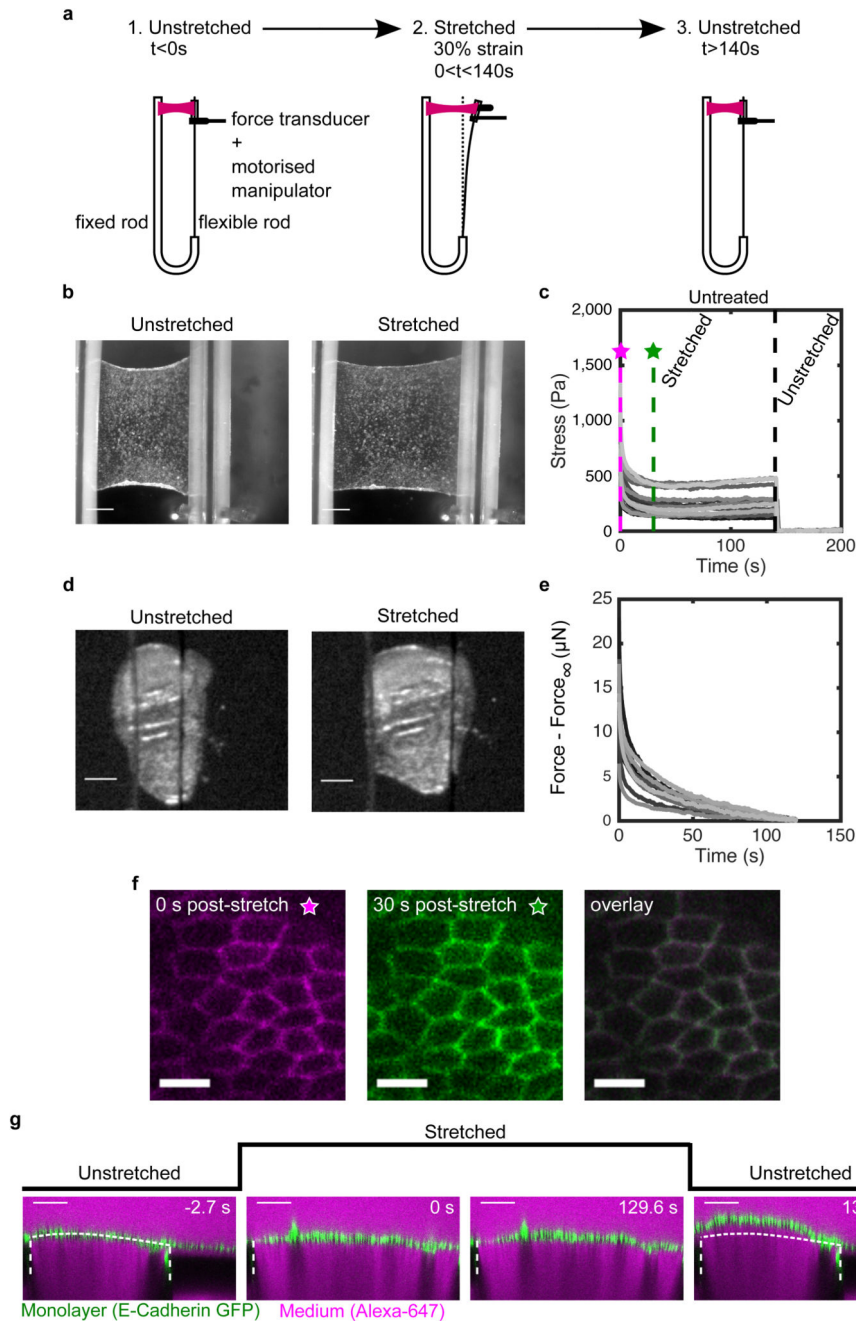 a
1. Unstretched
t<0s
2. Stretched
30% strain
0<t<140s
3. Unstretched
t>140s
force transducer
+
motorised
manipulator
fixed rod
flexible rod
b
Unstretched
Stretched
c
Untreated
2,000
1,500
1,000
500
0
Stress (Pa)
Stretched
Unstretched
0
100
200
Time (s)
d
Unstretched
Stretched
e
25
20
15
10
5
0
Force - Force∞ (μN)
0
50
100
150
Time (s)
f
0 s post-stretch
30 s post-stretch
overlay
g
Stretched
Unstretched
Unstretched
-2.7 s
0 s
129.6 s
13
Monolayer (E-Cadherin GFP)
Medium (Alexa-647)